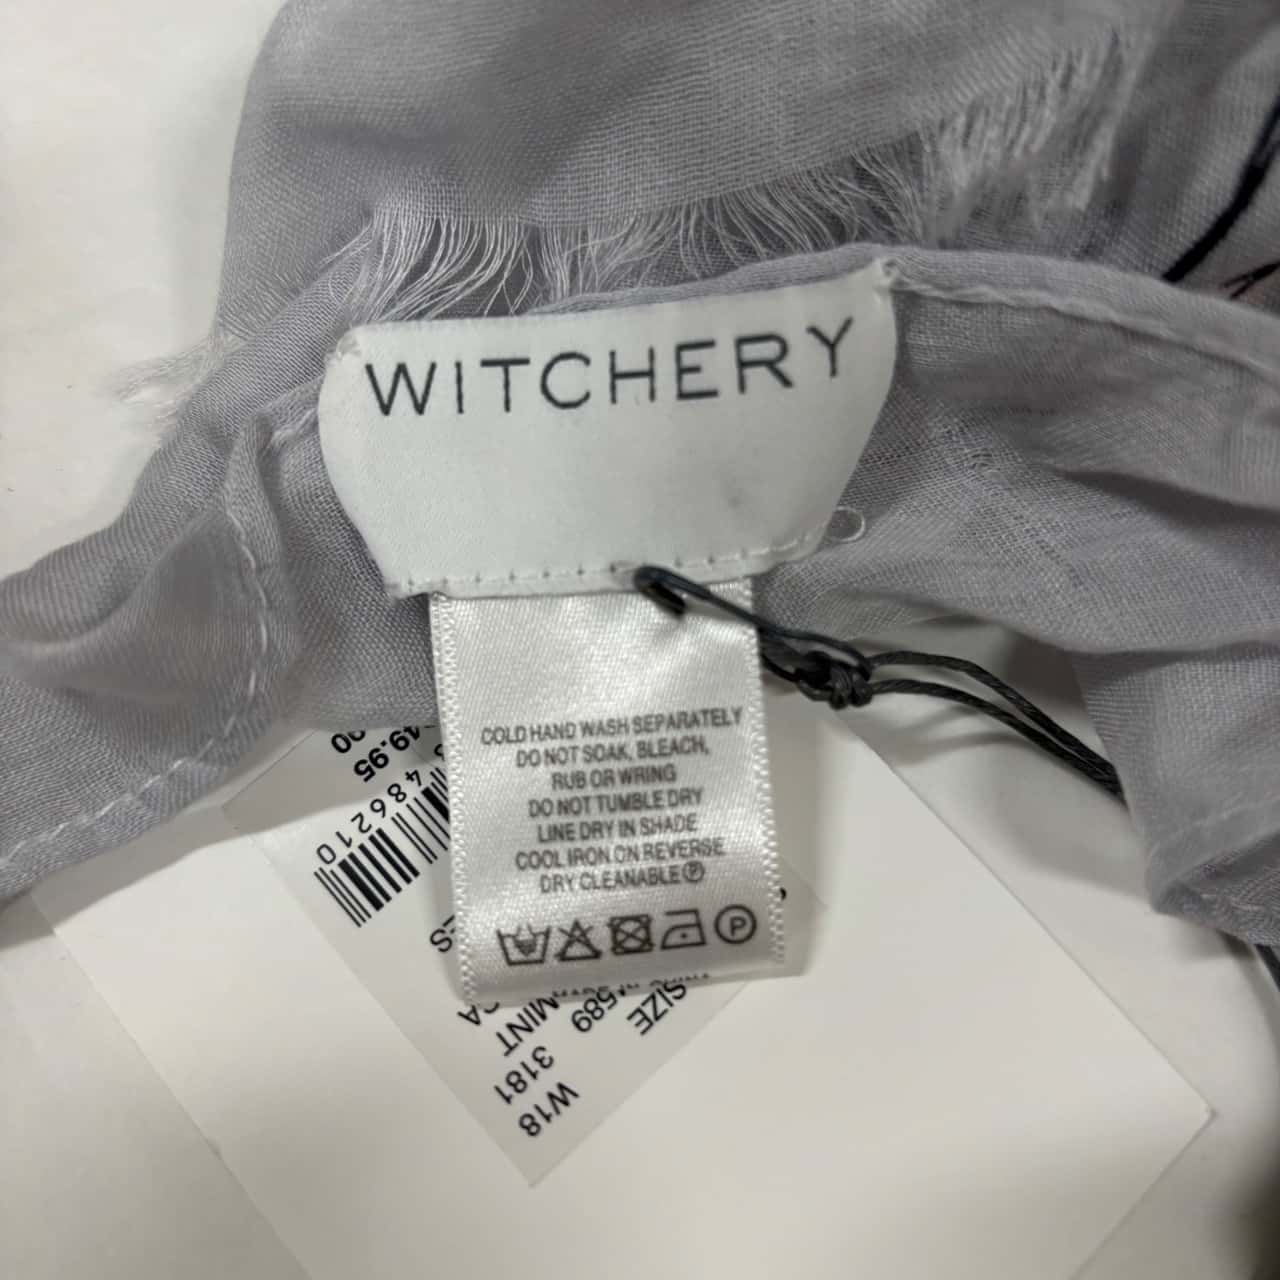 WITCHERY
COLD HAND WASH SEPARATELY
DO NOT SOAK, BLEACH,
RUB OR WRING
DO NOT TUMBLE DRY
LINE DRY IN SHADE
COOL IRON ON REVERSE
DRY CLEANABLE Ⓟ
P
49.95
486210
SIZE
589
MINT
3181
W18